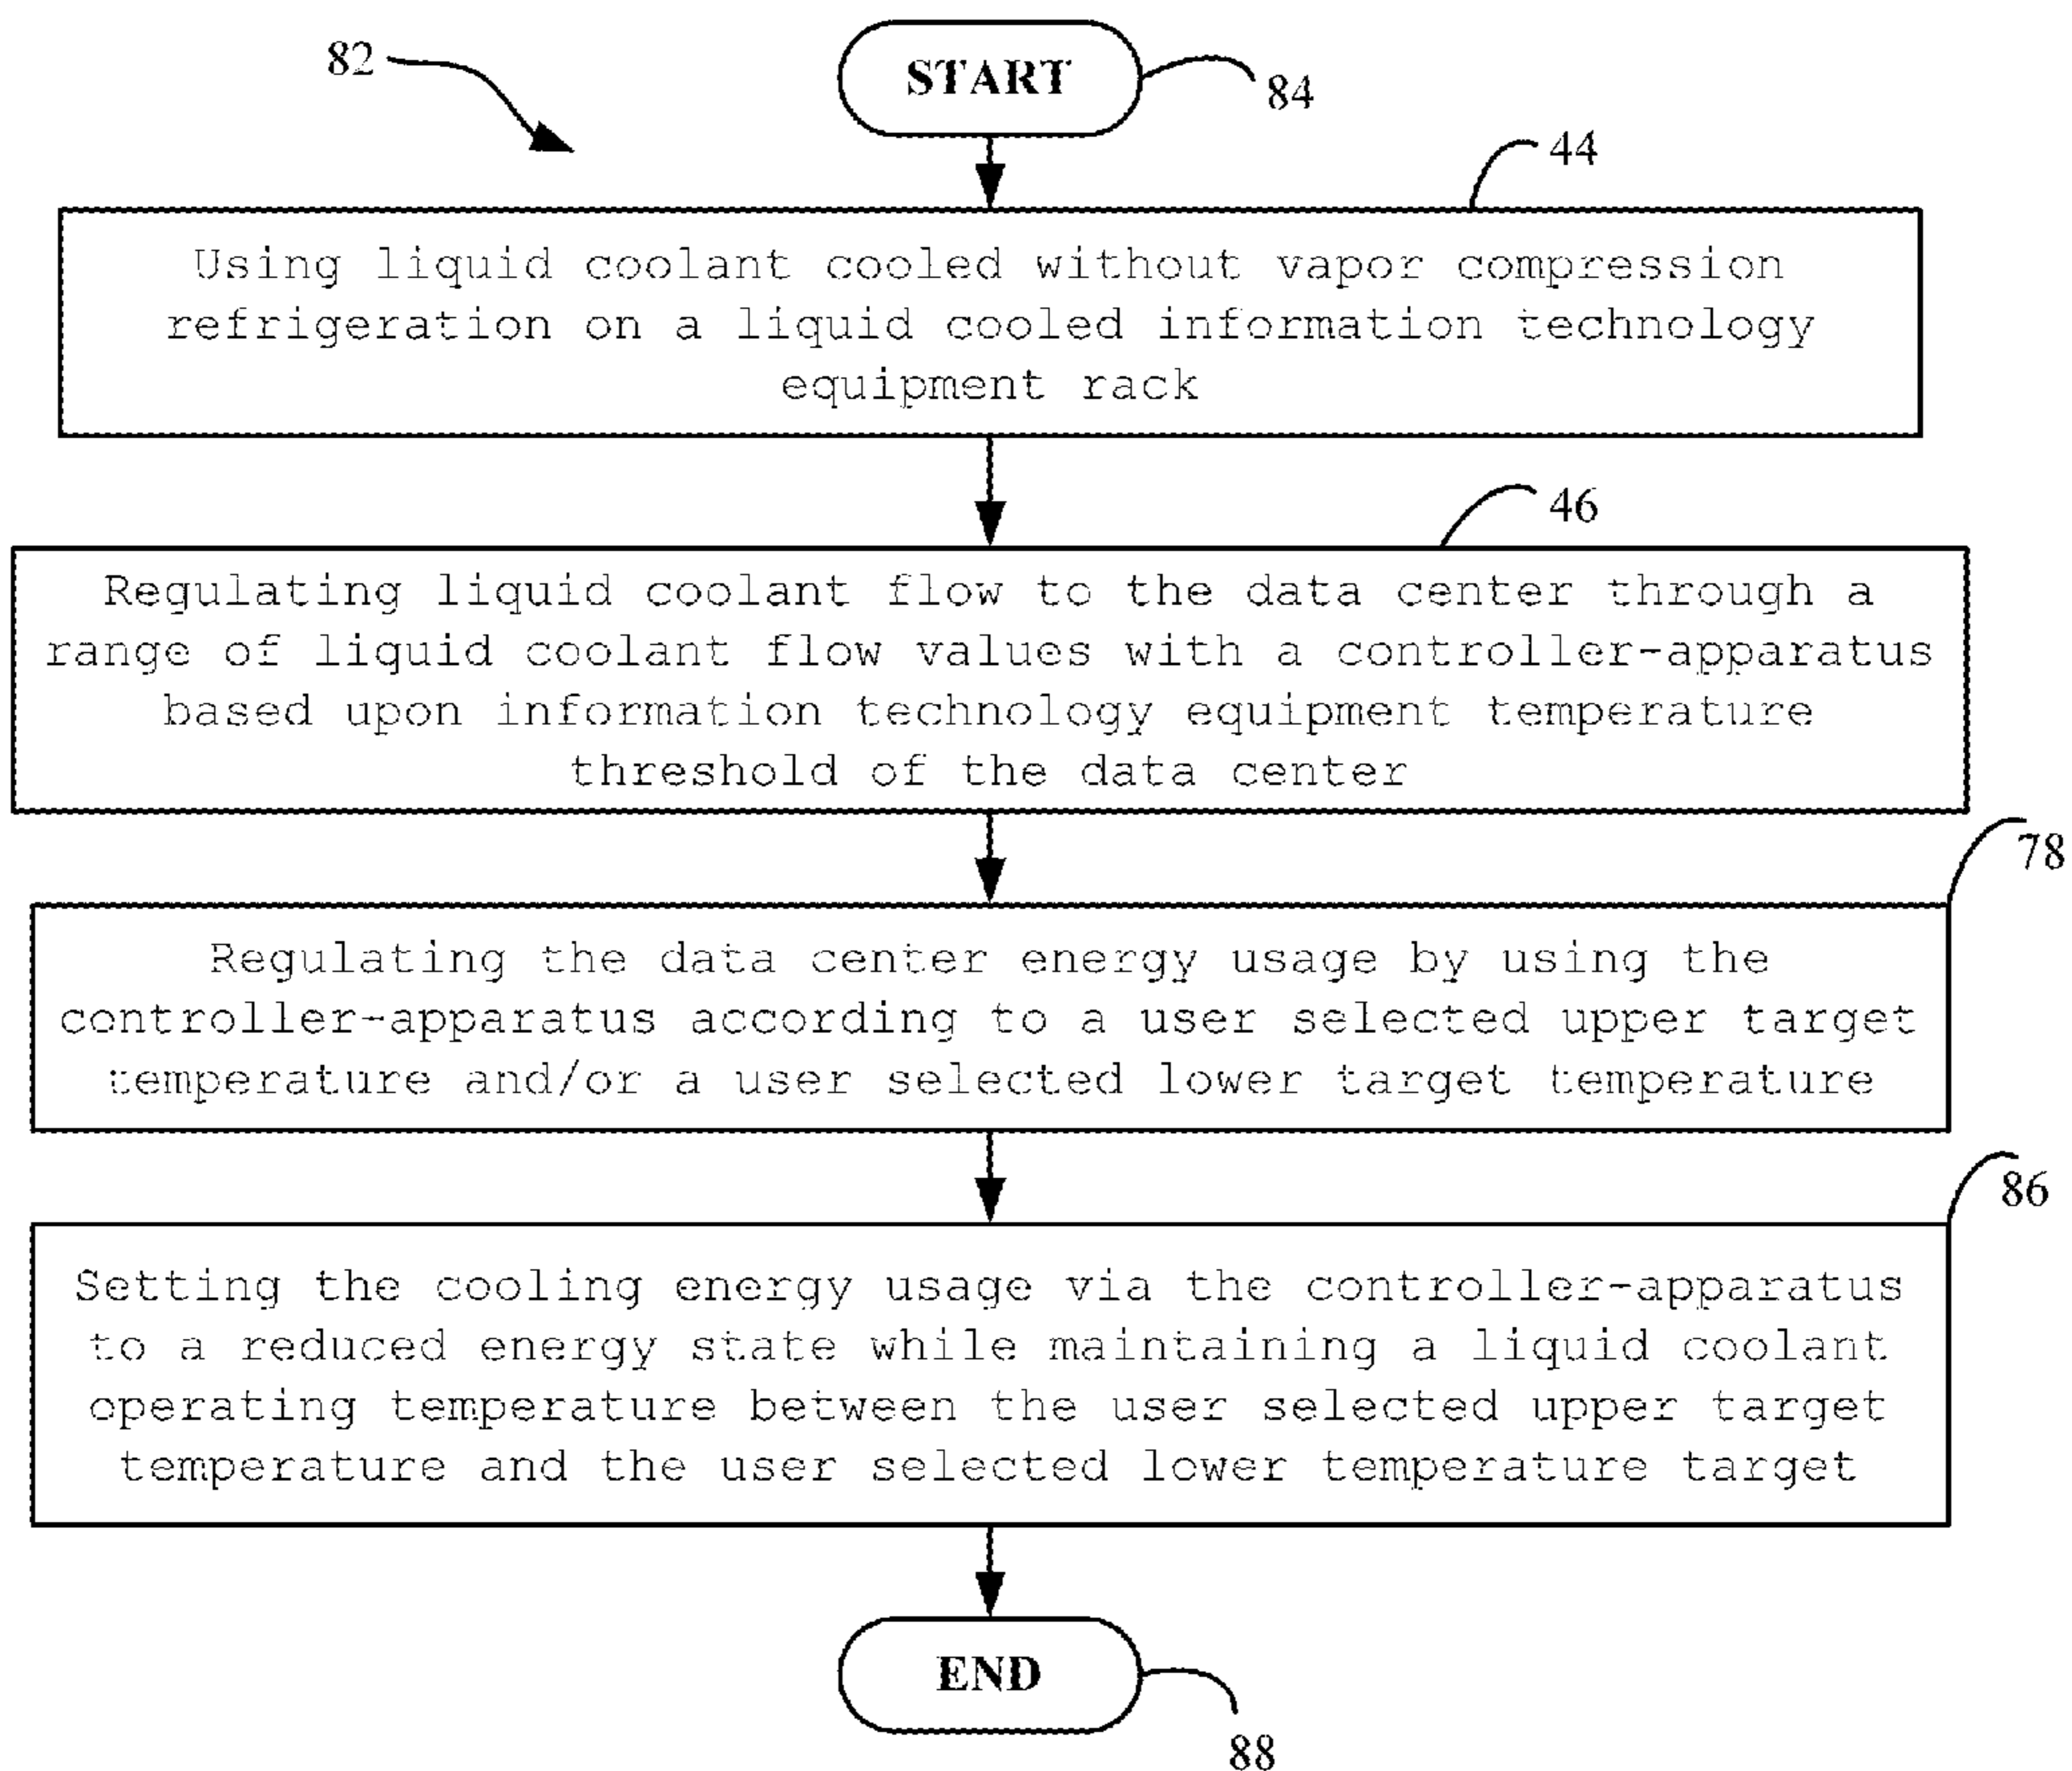 82
START
84
44
Using liquid coolant cooled without vapor compression
refrigeration on a liquid cooled information technology
equipment rack
46
Regulating liquid coolant flow to the data center through a
range of liquid coolant flow values with a controller-apparatus
based upon information technology equipment temperature
threshold of the data center
78
Regulating the data center energy usage by using the
controller-apparatus according to a user selected upper target
temperature and/or a user selected lower target temperature
86
Setting the cooling energy usage via the controller-apparatus
to a reduced energy state while maintaining a liquid coolant
operating temperature between the user selected upper target
temperature and the user selected lower temperature target
END
88